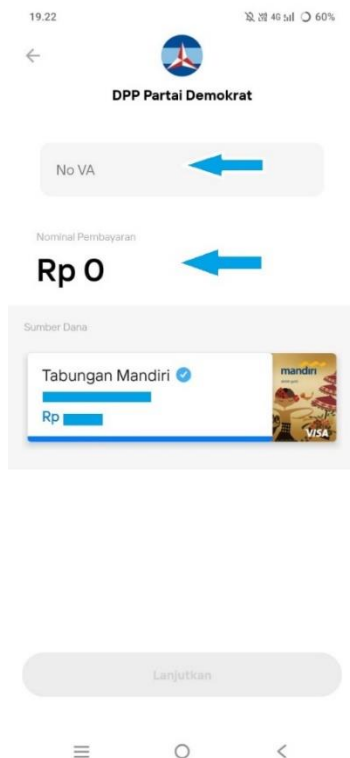 19.22
4G 60%
DPP Partai Demokrat
No VA
Nominal Pembayaran
Rp 0
Sumber Dana
Tabungan Mandiri
Rp
mandiri
VISA
Lanjutkan